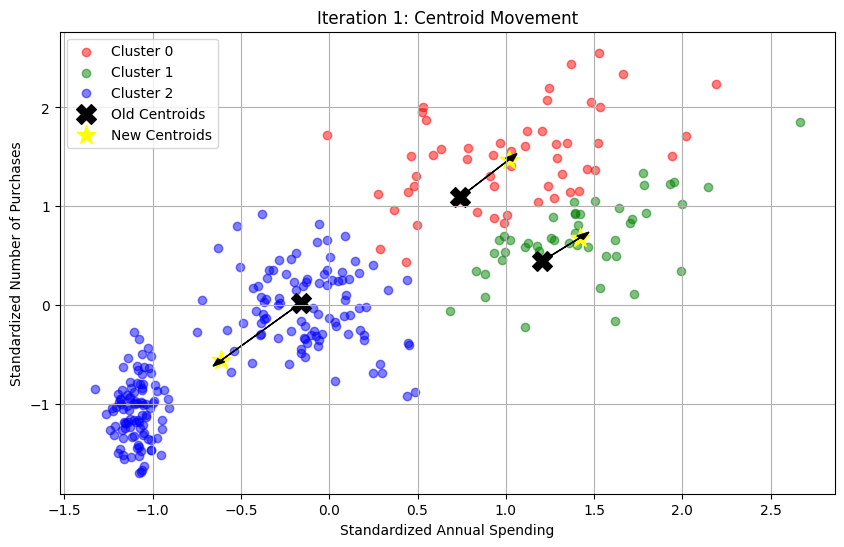 Iteration 1: Centroid Movement
Cluster 0
Cluster 1
Cluster 2
Old Centroids
New Centroids
Standardized Number of Purchases
2
1
0
−1
−1.5 −1.0 −0.5 0.0 0.5 1.0 1.5 2.0 2.5
Standardized Annual Spending